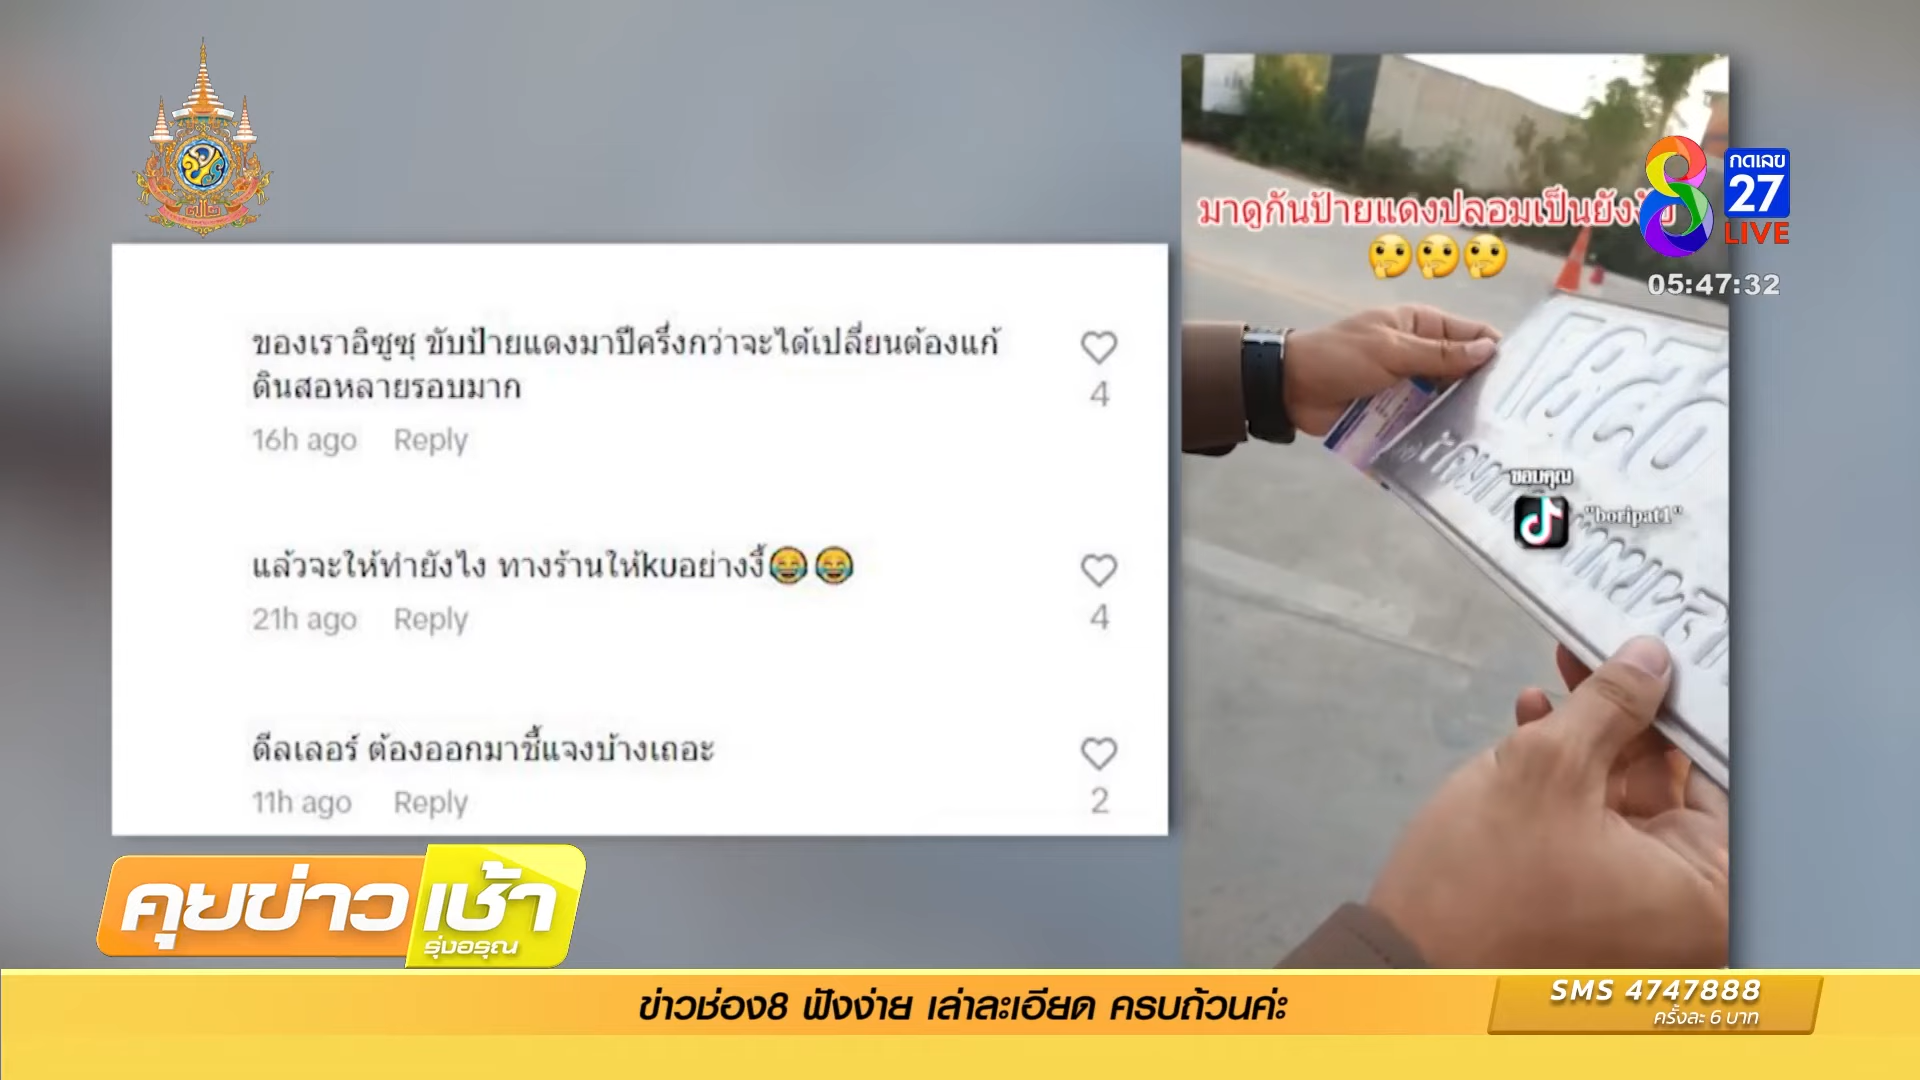 กดเลข
27
LIVE
05:47:32
มาดูกันป้ายแดงปลอมเป็นยังงัย
ของเราอิซูซุ ขับป้ายแดงมาปีครึ่งกว่าจะได้เปลี่ยนต้องแก้
ดินสอหลายรอบมาก
16h ago Reply
4
แล้วจะให้ทำยังไง ทางร้านให้kuอย่างงี้😂😂
21h ago Reply
4
ดีลเลอร์ ต้องออกมาชี้แจงบ้างเถอะ
11h ago Reply
2
ขอบคุณ
"boripat1"
คุยข่าวเช้า
รุ่งอรุณ
ข่าวช่อง8 ฟังง่าย เล่าละเอียด ครบถ้วนค่ะ
SMS 4747888
ครั้งละ 6 บาท